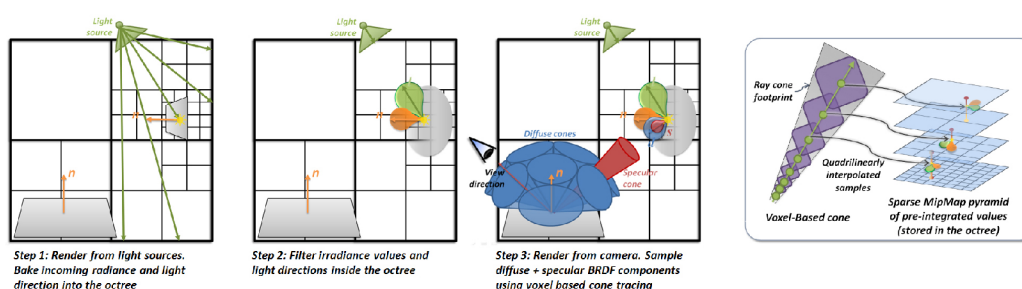 Light
source
n
n
Step 1: Render from light sources.
Bake incoming radiance and light
direction into the octree
Light
source
n
n
Step 2: Filter irradiance values and
light directions inside the octree
Light
source
n
Diffuse cones
View
direction
n
Specular
cone
Step 3: Render from camera. Sample
diffuse + specular BRDF components
using voxel based cone tracing
Ray cone
footprint
Quadrilinearly
interpolated
samples
Voxel-Based cone
Sparse MipMap pyramid
of pre-integrated values
(stored in the octree)